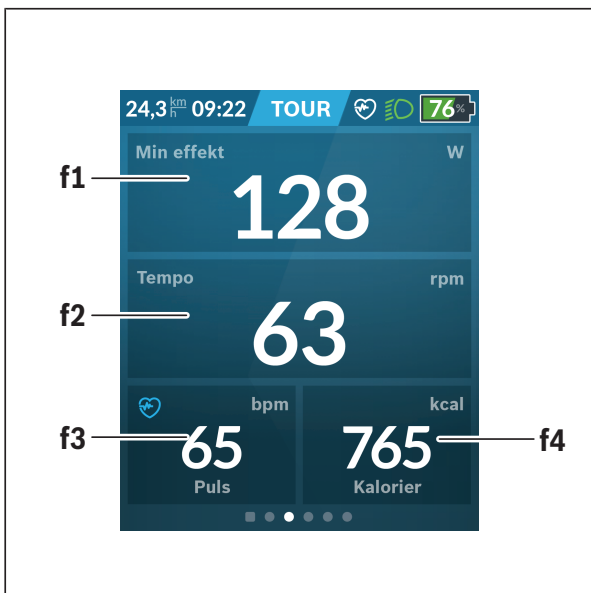 24,3 km/h 09:22 TOUR 76%
Min effekt W
f1 128
Tempo rpm
f2 63
bpm kcal
f3 65 765 f4
Puls Kalorier